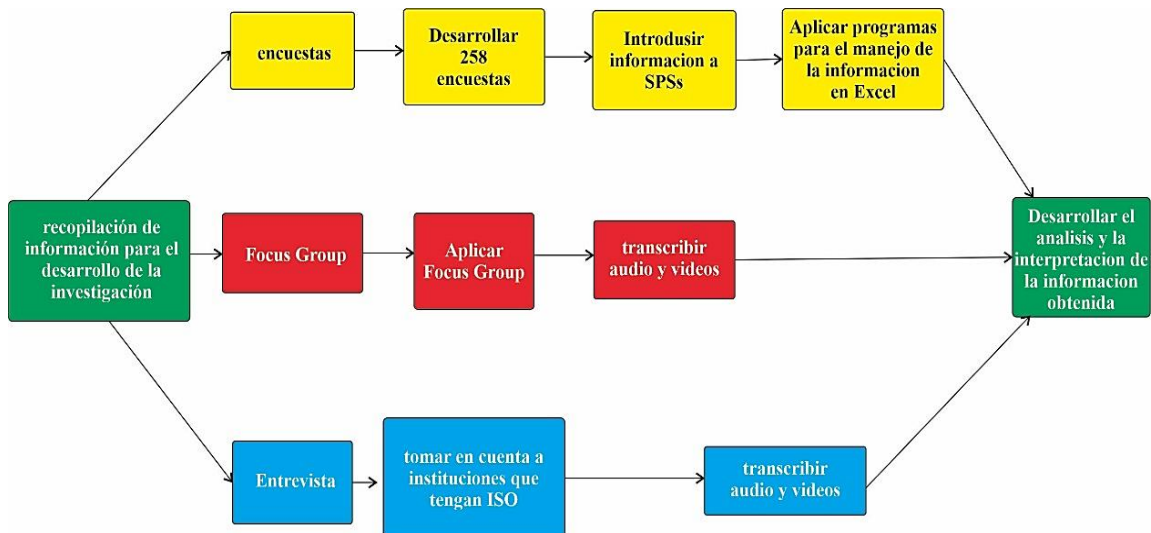 encuestas
Desarrollar
258
encuestas
Introdusir
informacion a
SPSs
Aplicar programas
para el manejo de
la informacion
en Excel
recopilación de
información para el
desarrollo de la
investigación
Focus Group
Aplicar
Focus Group
transcribir
audio y videos
Desarrollar el
analisis y la
interpretacion de
la informacion
obtenida
Entrevista
tomar en cuenta a
instituciones que
tengan ISO
transcribir
audio y videos